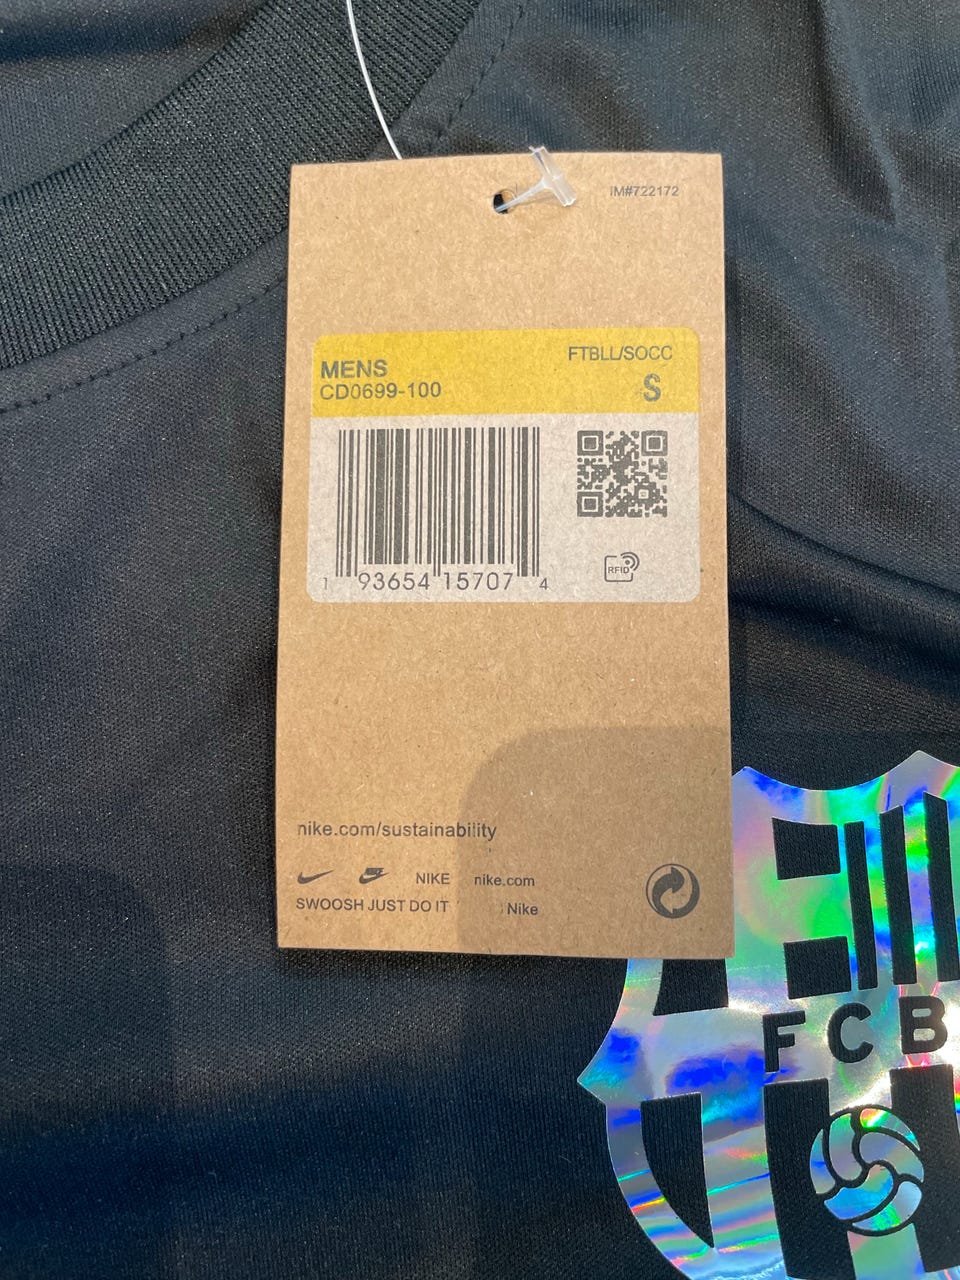 IM#722172
MENS
FTBLL/SOCC
CD0699-100
S
1 93654 15707 4
RFID
nike.com/sustainability
NIKE nike.com
SWOOSH JUST DO IT Nike
FCB